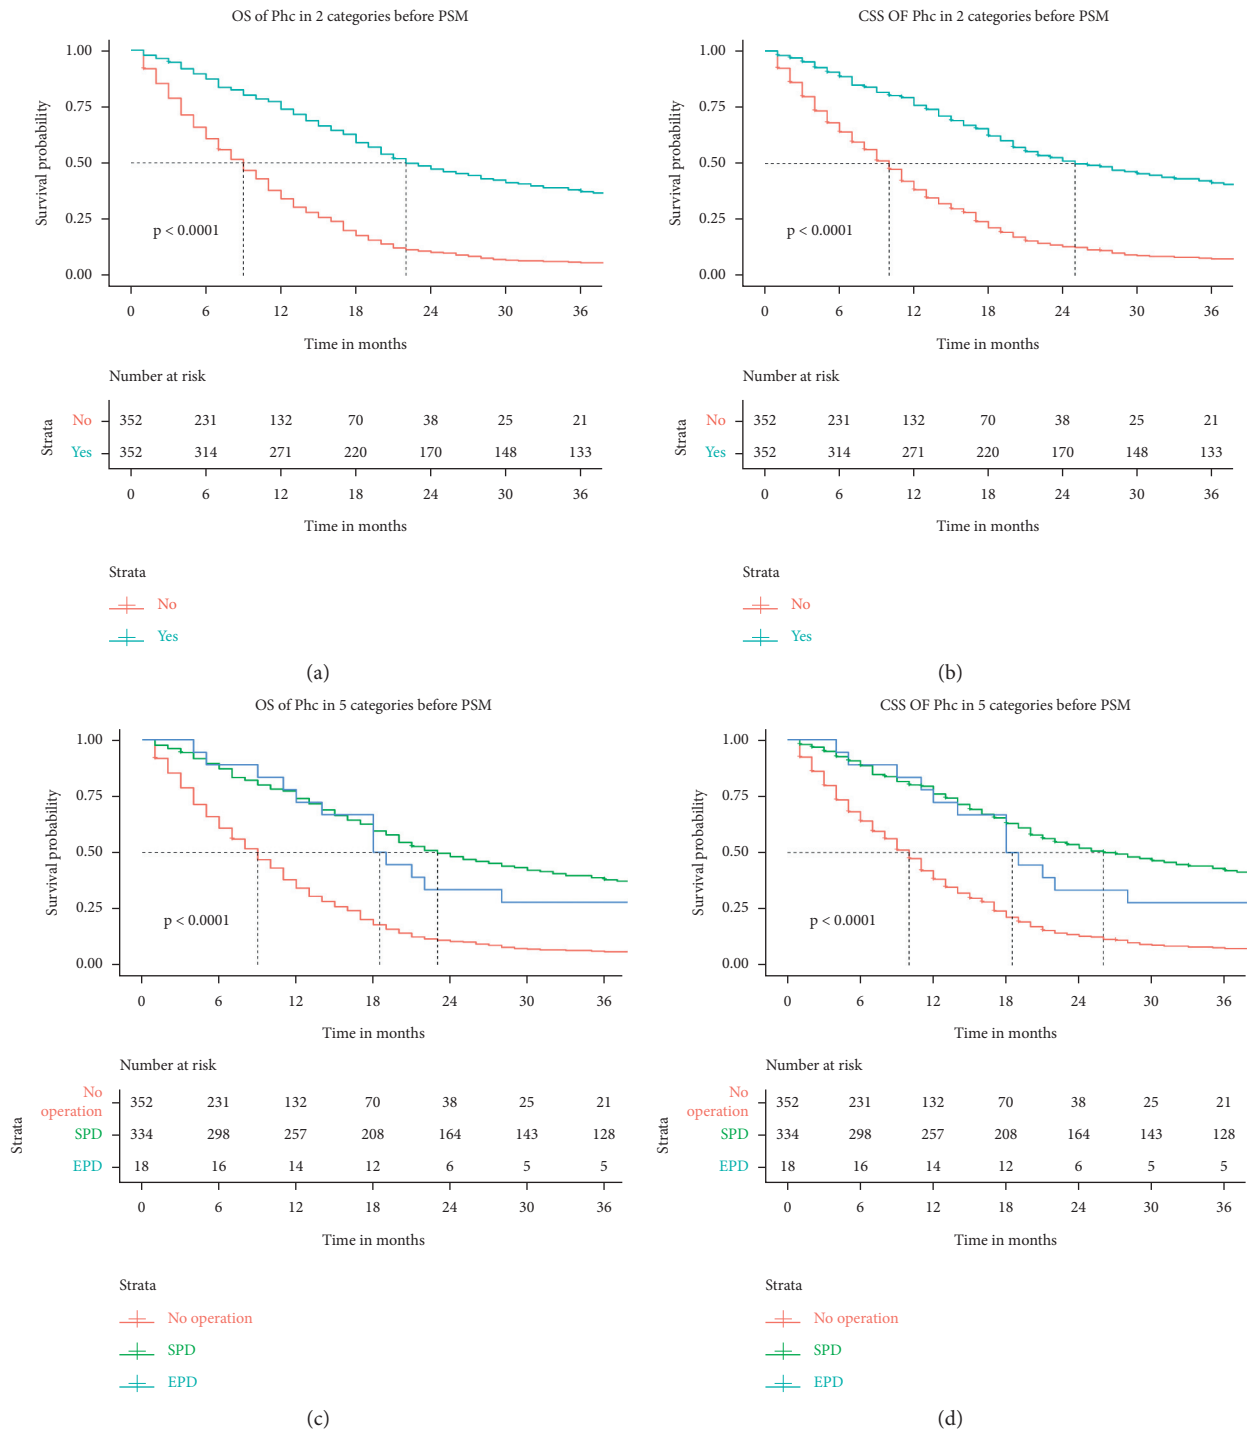 OS of Phc in 2 categories before PSM
1.00
0.75
0.50
0.25
0.00
Survival probability
p < 0.0001
0 6 12 18 24 30 36
Time in months
Number at risk
Strata
No 352 231 132 70 38 25 21
Yes 352 314 271 220 170 148 133
0 6 12 18 24 30 36
Time in months
Strata
No
Yes
(a)
CSS OF Phc in 2 categories before PSM
1.00
0.75
0.50
0.25
0.00
Survival probability
p < 0.0001
0 6 12 18 24 30 36
Time in months
Number at risk
Strata
No 352 231 132 70 38 25 21
Yes 352 314 271 220 170 148 133
0 6 12 18 24 30 36
Time in months
Strata
No
Yes
(b)
OS of Phc in 5 categories before PSM
1.00
0.75
0.50
0.25
0.00
Survival probability
p < 0.0001
0 6 12 18 24 30 36
Time in months
Number at risk
Strata
No
operation 352 231 132 70 38 25 21
SPD 334 298 257 208 164 143 128
EPD 18 16 14 12 6 5 5
0 6 12 18 24 30 36
Time in months
Strata
No operation
SPD
EPD
(c)
CSS OF Phc in 5 categories before PSM
1.00
0.75
0.50
0.25
0.00
Survival probability
p < 0.0001
0 6 12 18 24 30 36
Time in months
Number at risk
Strata
No
operation 352 231 132 70 38 25 21
SPD 334 298 257 208 164 143 128
EPD 18 16 14 12 6 5 5
0 6 12 18 24 30 36
Time in months
Strata
No operation
SPD
EPD
(d)